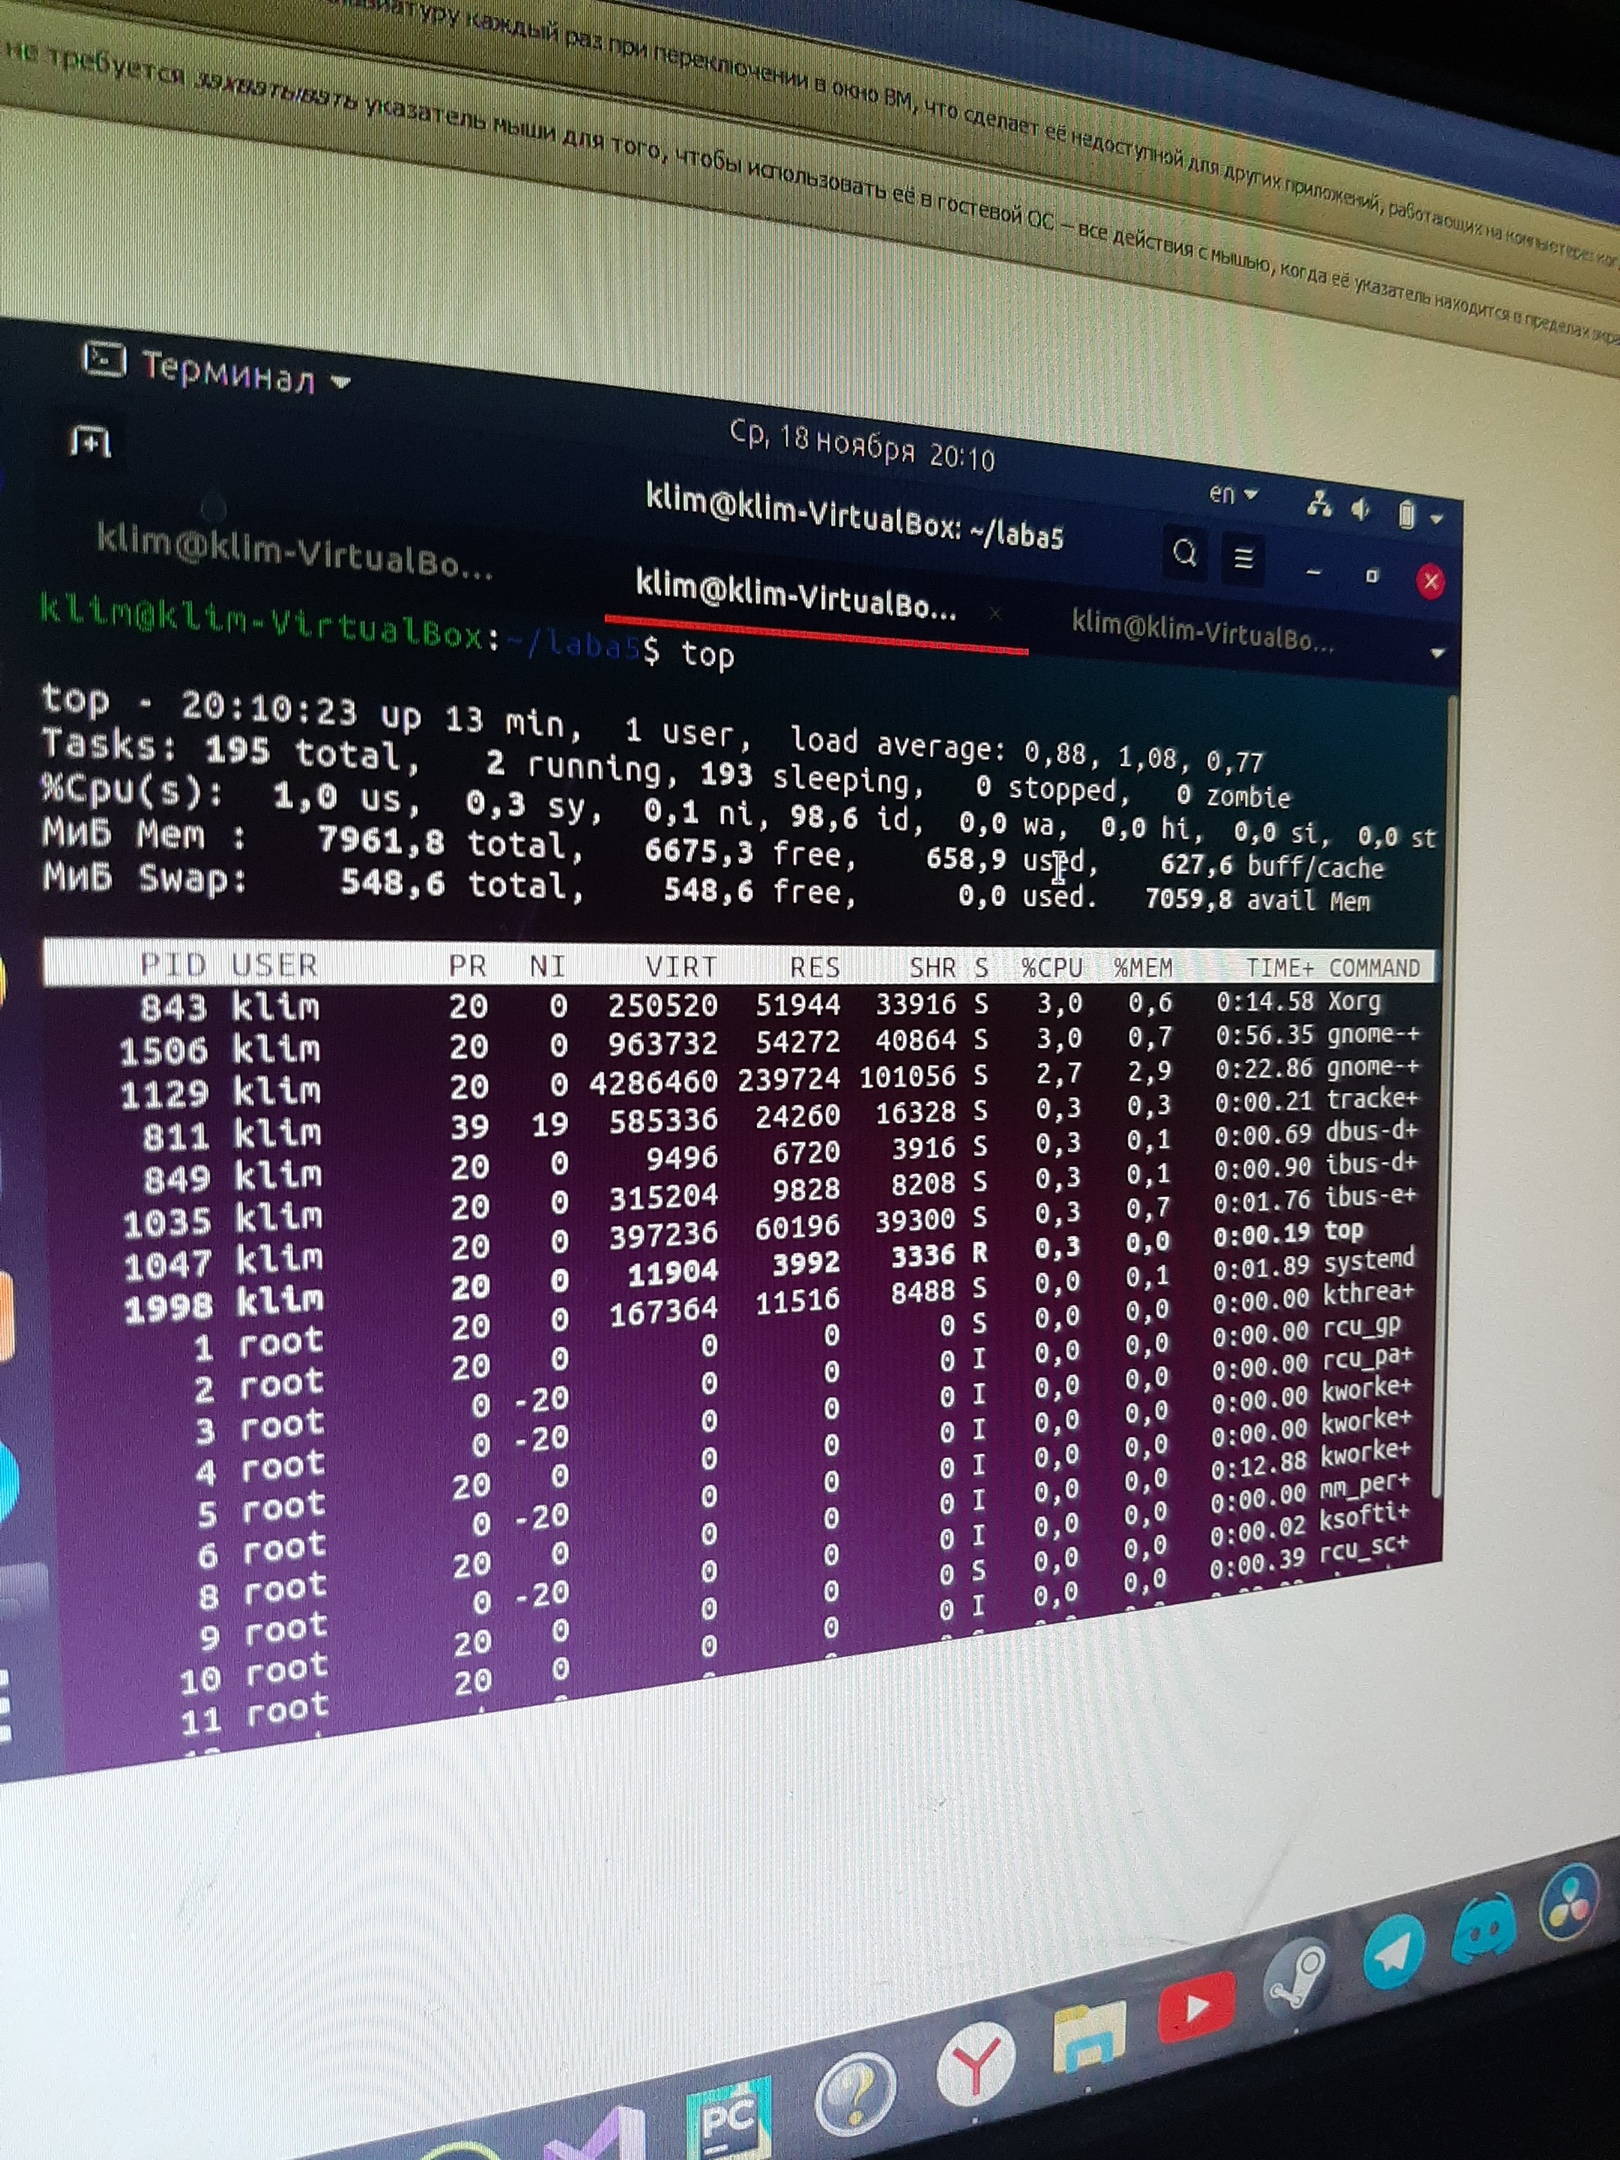 клавиатуру каждый раз при переключении в окно ВМ, что сделает её недоступной для других приложений, работающих на компьютере:
не требуется захватывать указатель мыши для того, чтобы использовать её в гостевой ОС — все действия с мышью, когда её указатель находится в пределах
Терминал
Ср, 18 ноября 20:10
en
klim@klim-VirtualBox: ~/laba5
klim@klim-VirtualBo...
klim@klim-VirtualBo...
klim@klim-VirtualBo...
klim@klim-VirtualBox:~/laba5$ top
top - 20:10:23 up 13 min, 1 user, load average: 0,88, 1,08, 0,77
Tasks: 195 total, 2 running, 193 sleeping, 0 stopped, 0 zombie
%Cpu(s): 1,0 us, 0,3 sy, 0,1 ni, 98,6 id, 0,0 wa, 0,0 hi, 0,0 si, 0,0 st
МиБ Mem : 7961,8 total, 6675,3 free, 658,9 used, 627,6 buff/cache
МиБ Swap: 548,6 total, 548,6 free, 0,0 used. 7059,8 avail Mem
PID USER PR NI VIRT RES SHR S %CPU %MEM TIME+ COMMAND
843 klim 20 0 250520 51944 33916 S 3,0 0,6 0:14.58 Xorg
1506 klim 20 0 963732 54272 40864 S 3,0 0,7 0:56.35 gnome-+
1129 klim 20 0 4286460 239724 101056 S 2,7 2,9 0:22.86 gnome-+
811 klim 39 19 585336 24260 16328 S 0,3 0,3 0:00.21 tracke+
849 klim 20 0 9496 6720 3916 S 0,3 0,1 0:00.69 dbus-d+
1035 klim 20 0 315204 9828 8208 S 0,3 0,1 0:00.90 ibus-d+
1047 klim 20 0 397236 60196 39300 S 0,3 0,7 0:01.76 ibus-e+
1998 klim 20 0 11904 3992 3336 R 0,3 0,0 0:00.19 top
1 root 20 0 167364 11516 8488 S 0,0 0,1 0:01.89 systemd
2 root 20 0 0 0 0 S 0,0 0,0 0:00.00 kthrea+
3 root 0 -20 0 0 0 I 0,0 0,0 0:00.00 rcu_gp
4 root 0 -20 0 0 0 I 0,0 0,0 0:00.00 rcu_pa+
5 root 20 0 0 0 0 I 0,0 0,0 0:00.00 kworke+
6 root 0 -20 0 0 0 I 0,0 0,0 0:00.00 kworke+
8 root 20 0 0 0 0 I 0,0 0,0 0:12.88 kworke+
9 root 0 -20 0 0 0 I 0,0 0,0 0:00.00 mm_per+
10 root 20 0 0 0 0 S 0,0 0,0 0:00.02 ksofti+
11 root 20 0 0 0 0 I 0,0 0,0 0:00.39 rcu_sc+
PC